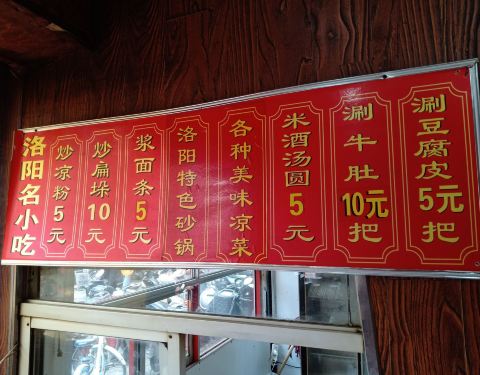 洛阳名小吃
炒凉粉5元
炒扁垛10元
浆面条5元
洛阳特色砂锅
各种美味凉菜
米酒汤圆5元
涮牛肚10元把
涮豆腐皮5元把